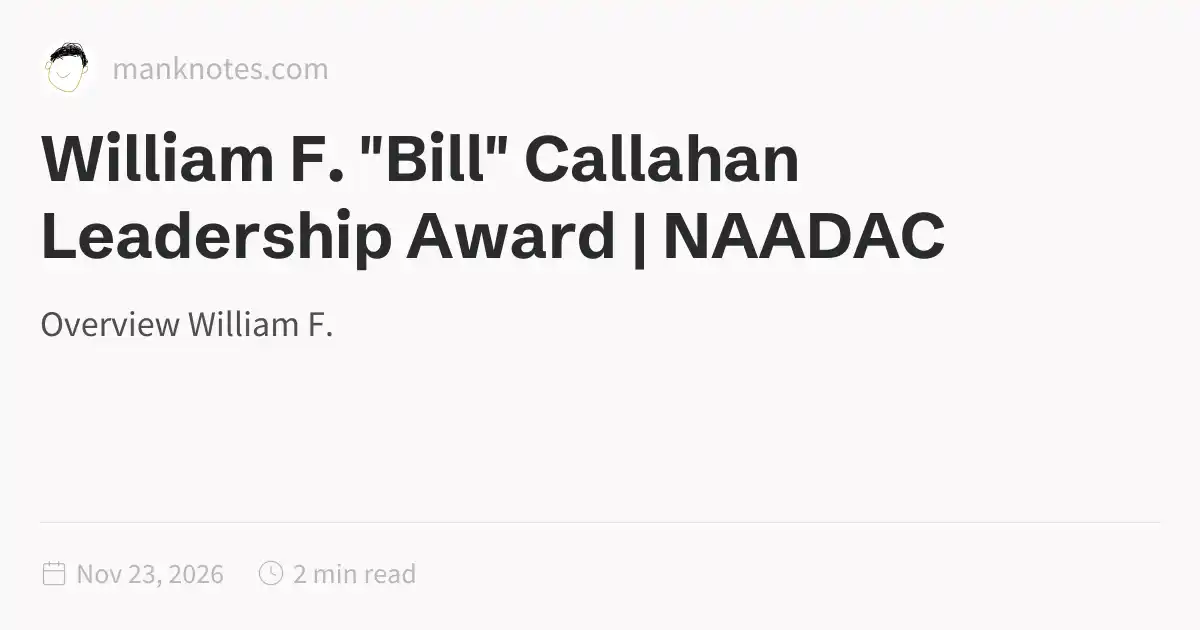 manknotes.com
William F. "Bill" Callahan
Leadership Award | NAADAC
Overview William F.
Nov 23, 2026 2 min read